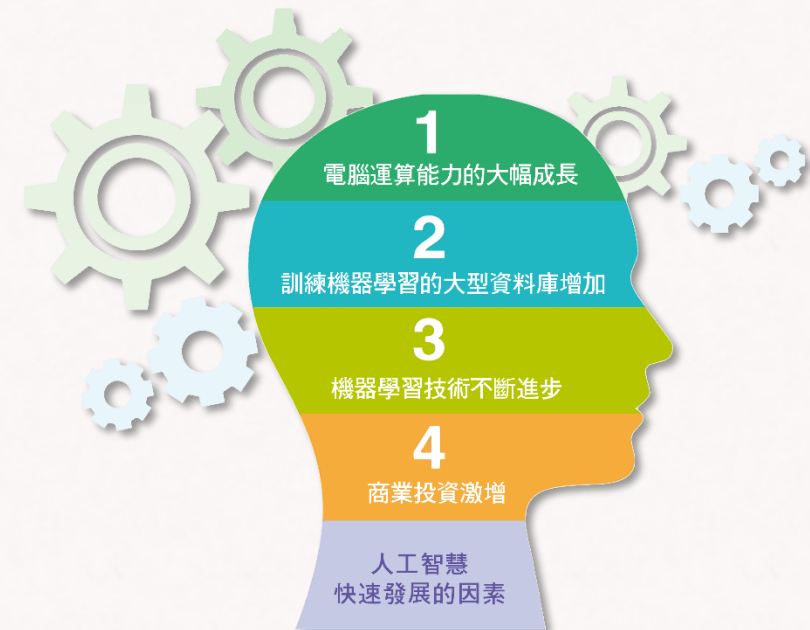 1
電腦運算能力的大幅成長
2
訓練機器學習的大型資料庫增加
3
機器學習技術不斷進步
4
商業投資激增
人工智慧
快速發展的因素